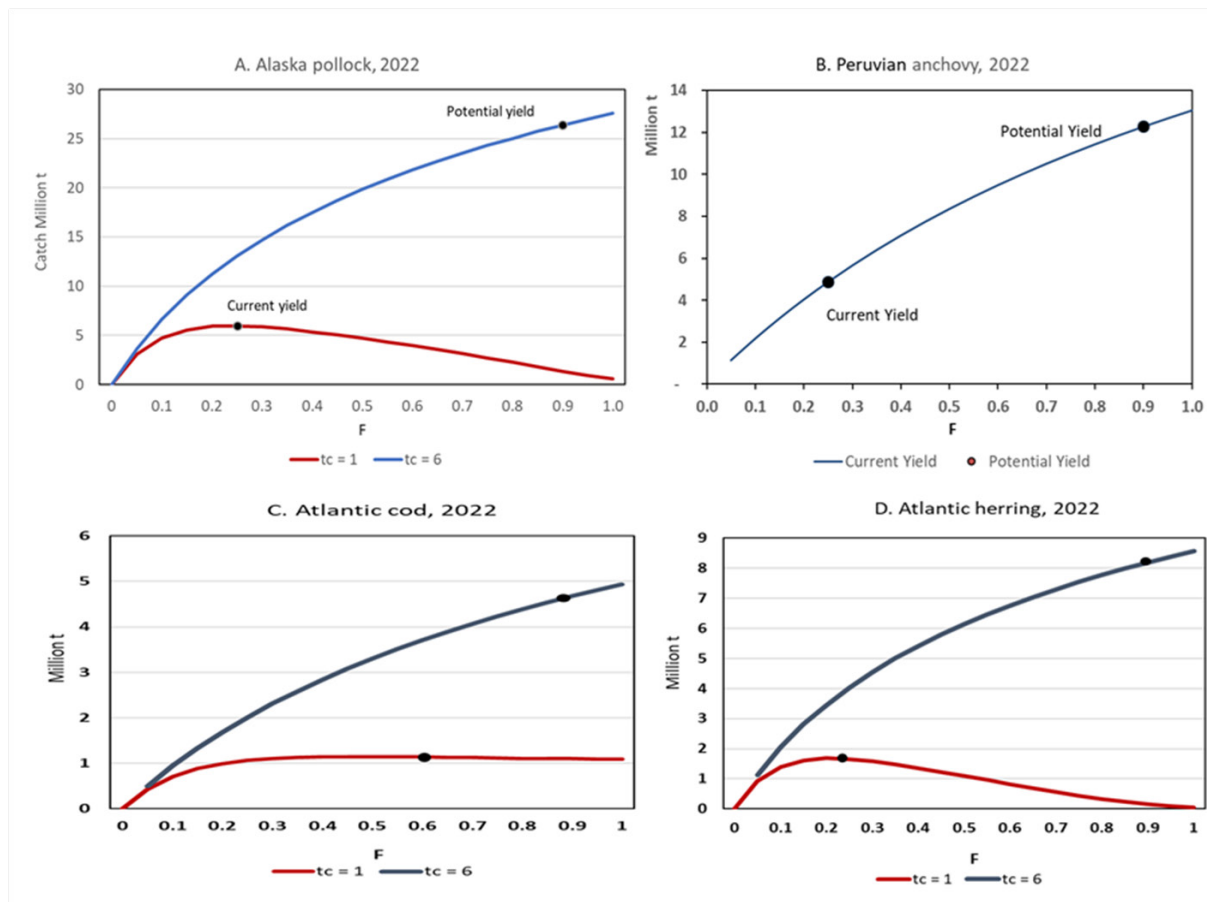 A. Alaska pollock, 2022
30
25
20
15
10
5
0
Catch Million t
Potential yield
Current yield
0 0.1 0.2 0.3 0.4 0.5 0.6 0.7 0.8 0.9 1.0
F
tc = 1 tc = 6
B. Peruvian anchovy, 2022
14
12
10
8
6
4
2
-
Million t
Potential Yield
Current Yield
0.0 0.1 0.2 0.3 0.4 0.5 0.6 0.7 0.8 0.9 1.0
F
Current Yield Potential Yield
C. Atlantic cod, 2022
6
5
4
3
2
1
0
Million t
0 0.1 0.2 0.3 0.4 0.5 0.6 0.7 0.8 0.9 1
F
tc = 1 tc = 6
D. Atlantic herring, 2022
9
8
7
6
5
4
3
2
1
0
Million t
0 0.1 0.2 0.3 0.4 0.5 0.6 0.7 0.8 0.9 1
F
tc = 1 tc = 6